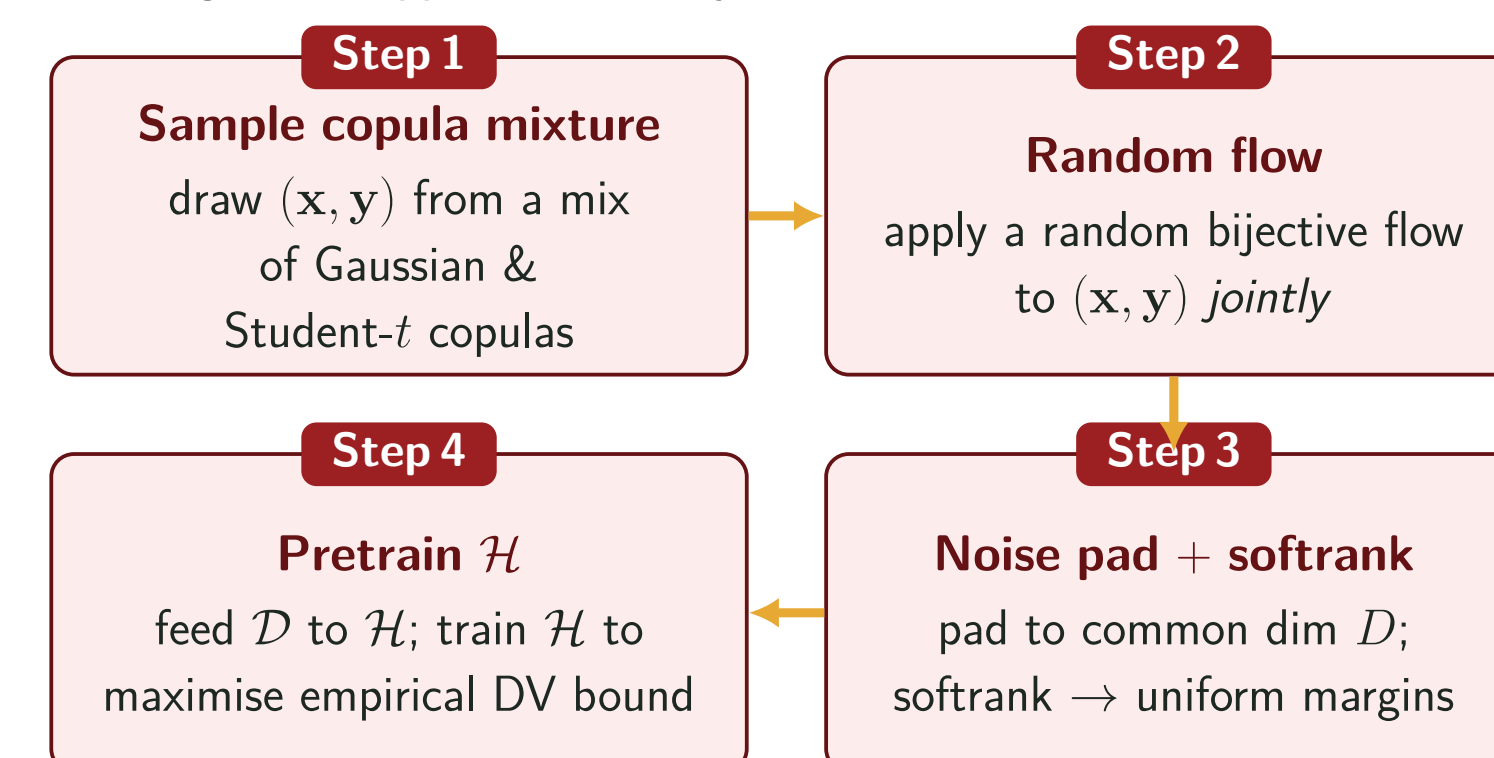 Step 1
Sample copula mixture
draw (x, y) from a mix
of Gaussian &
Student-t copulas
Step 2
Random flow
apply a random bijective flow
to (x, y) jointly
Step 3
Noise pad + softrank
pad to common dim D;
softrank → uniform margins
Step 4
Pretrain ℋ
feed 𝒟 to ℋ; train ℋ to
maximise empirical DV bound